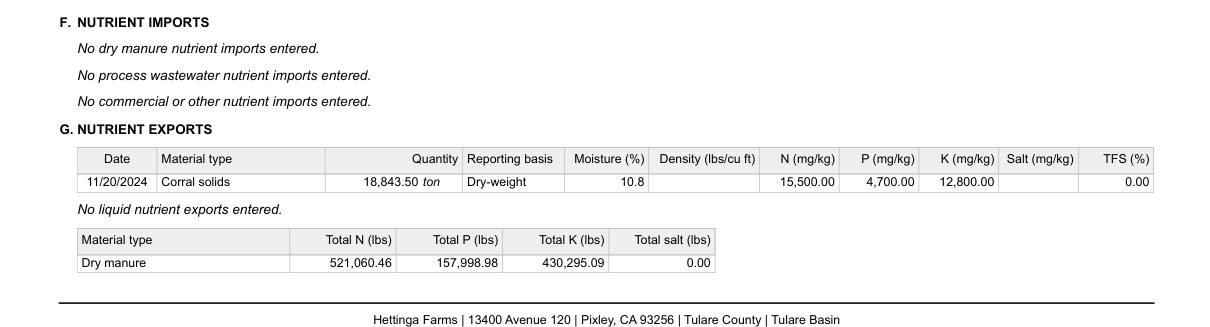 F. NUTRIENT IMPORTS
No dry manure nutrient imports entered.
No process wastewater nutrient imports entered.
No commercial or other nutrient imports entered.
G. NUTRIENT EXPORTS
Date Material type Quantity Reporting basis Moisture (%) Density (lbs/cu ft) N (mg/kg) P (mg/kg) K (mg/kg) Salt (mg/kg) TFS (%)
11/20/2024 Corral solids 18,843.50 ton Dry-weight 10.8 15,500.00 4,700.00 12,800.00 0.00
No liquid nutrient exports entered.
Material type Total N (lbs) Total P (lbs) Total K (lbs) Total salt (lbs)
Dry manure 521,060.46 157,998.98 430,295.09 0.00
Hettinga Farms | 13400 Avenue 120 | Pixley, CA 93256 | Tulare County | Tulare Basin